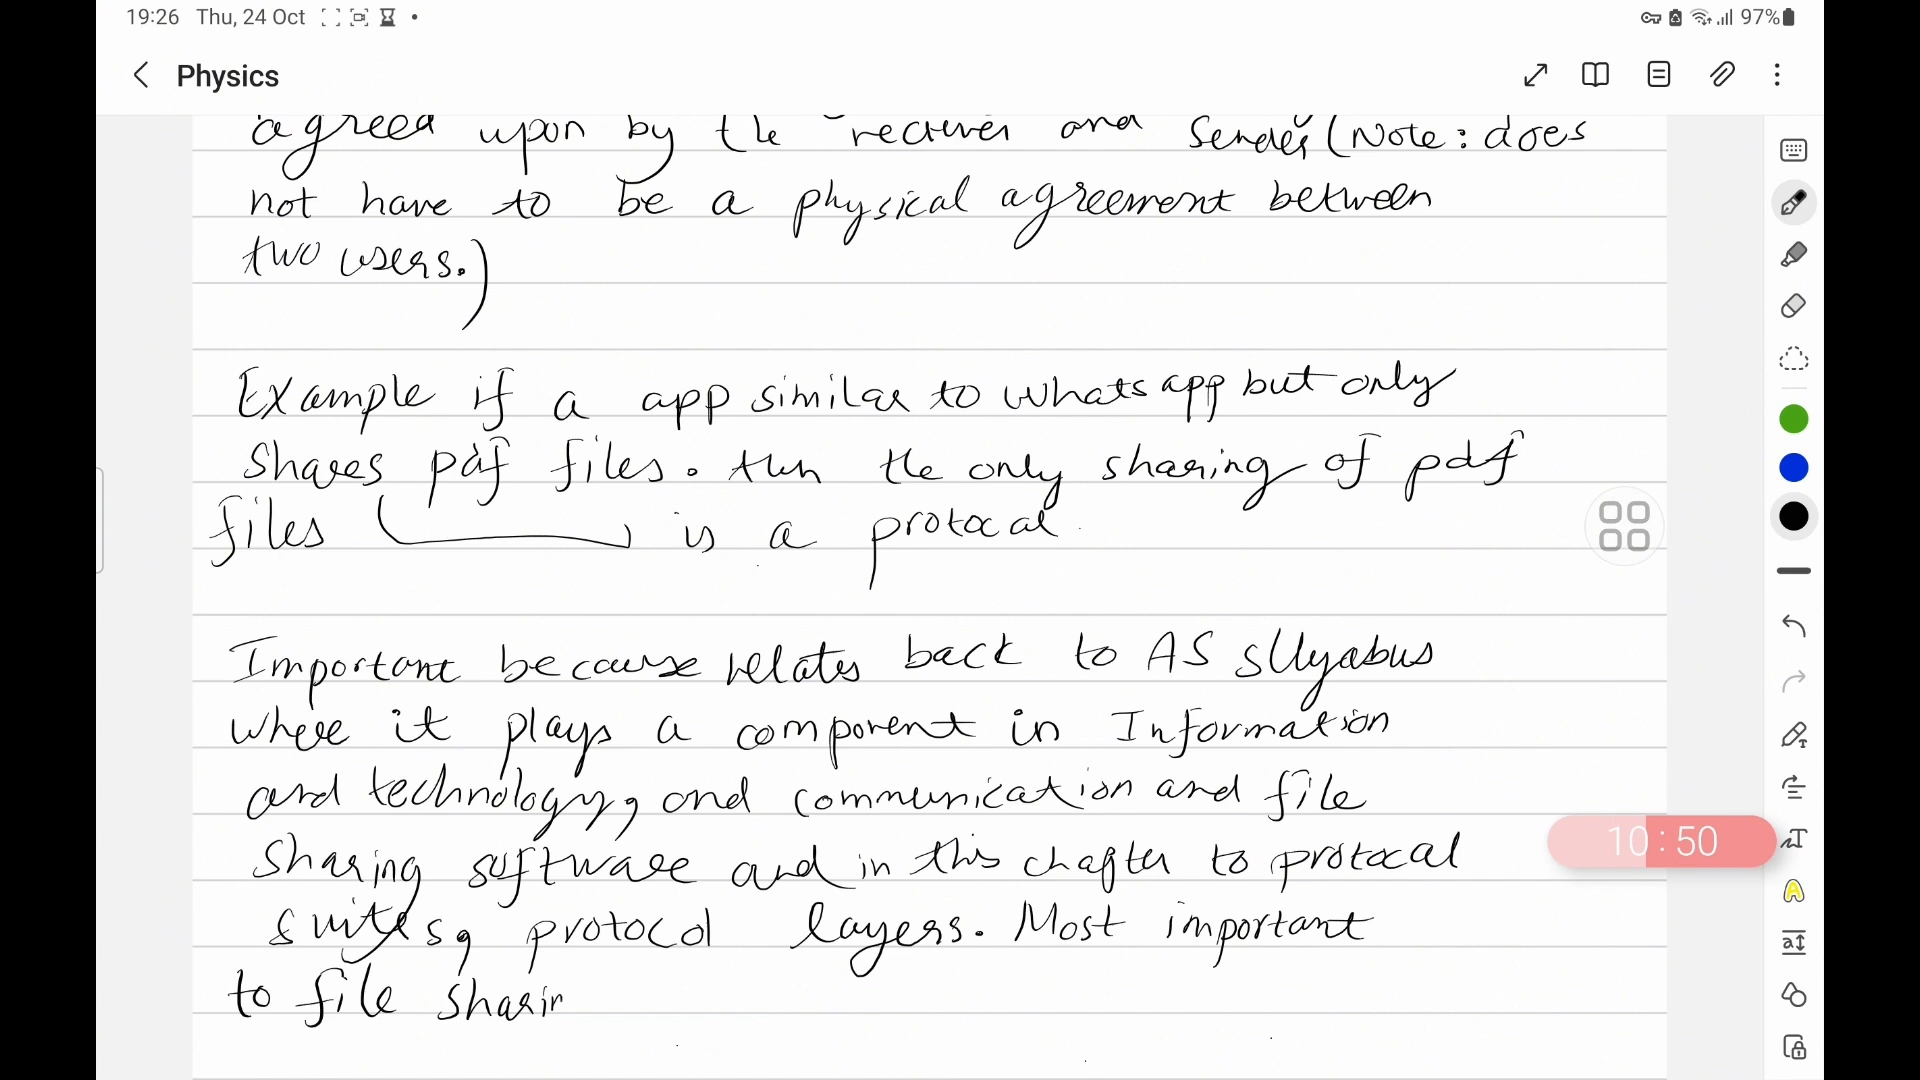 19:26 Thu, 24 Oct 97%
Physics
agreed upon by the reciever and Sender (Note: does
not have to be a physical agreement between
two users.)
Example if a app similar to whatsapp but only
Shares pdf files. then the only sharing of pdf
files is a protocal
Important because relates back to AS sllyabus
where it plays a component in Information
and technology, and communication and file
Sharing software and in this chapter to protocal
suites, protocol layers. Most important
to file sharin
10:50